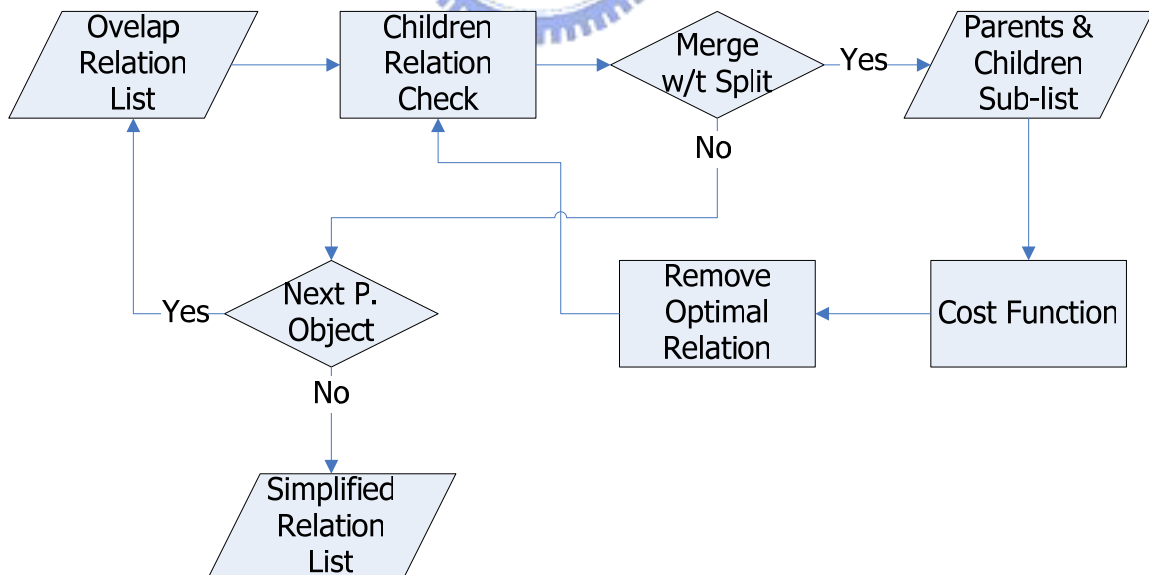 Ovelap
Relation
List
Children
Relation
Check
Merge
w/t Split
Yes
Parents &
Children
Sub-list
No
Yes
Next P.
Object
Remove
Optimal
Relation
Cost Function
No
Simplified
Relation
List